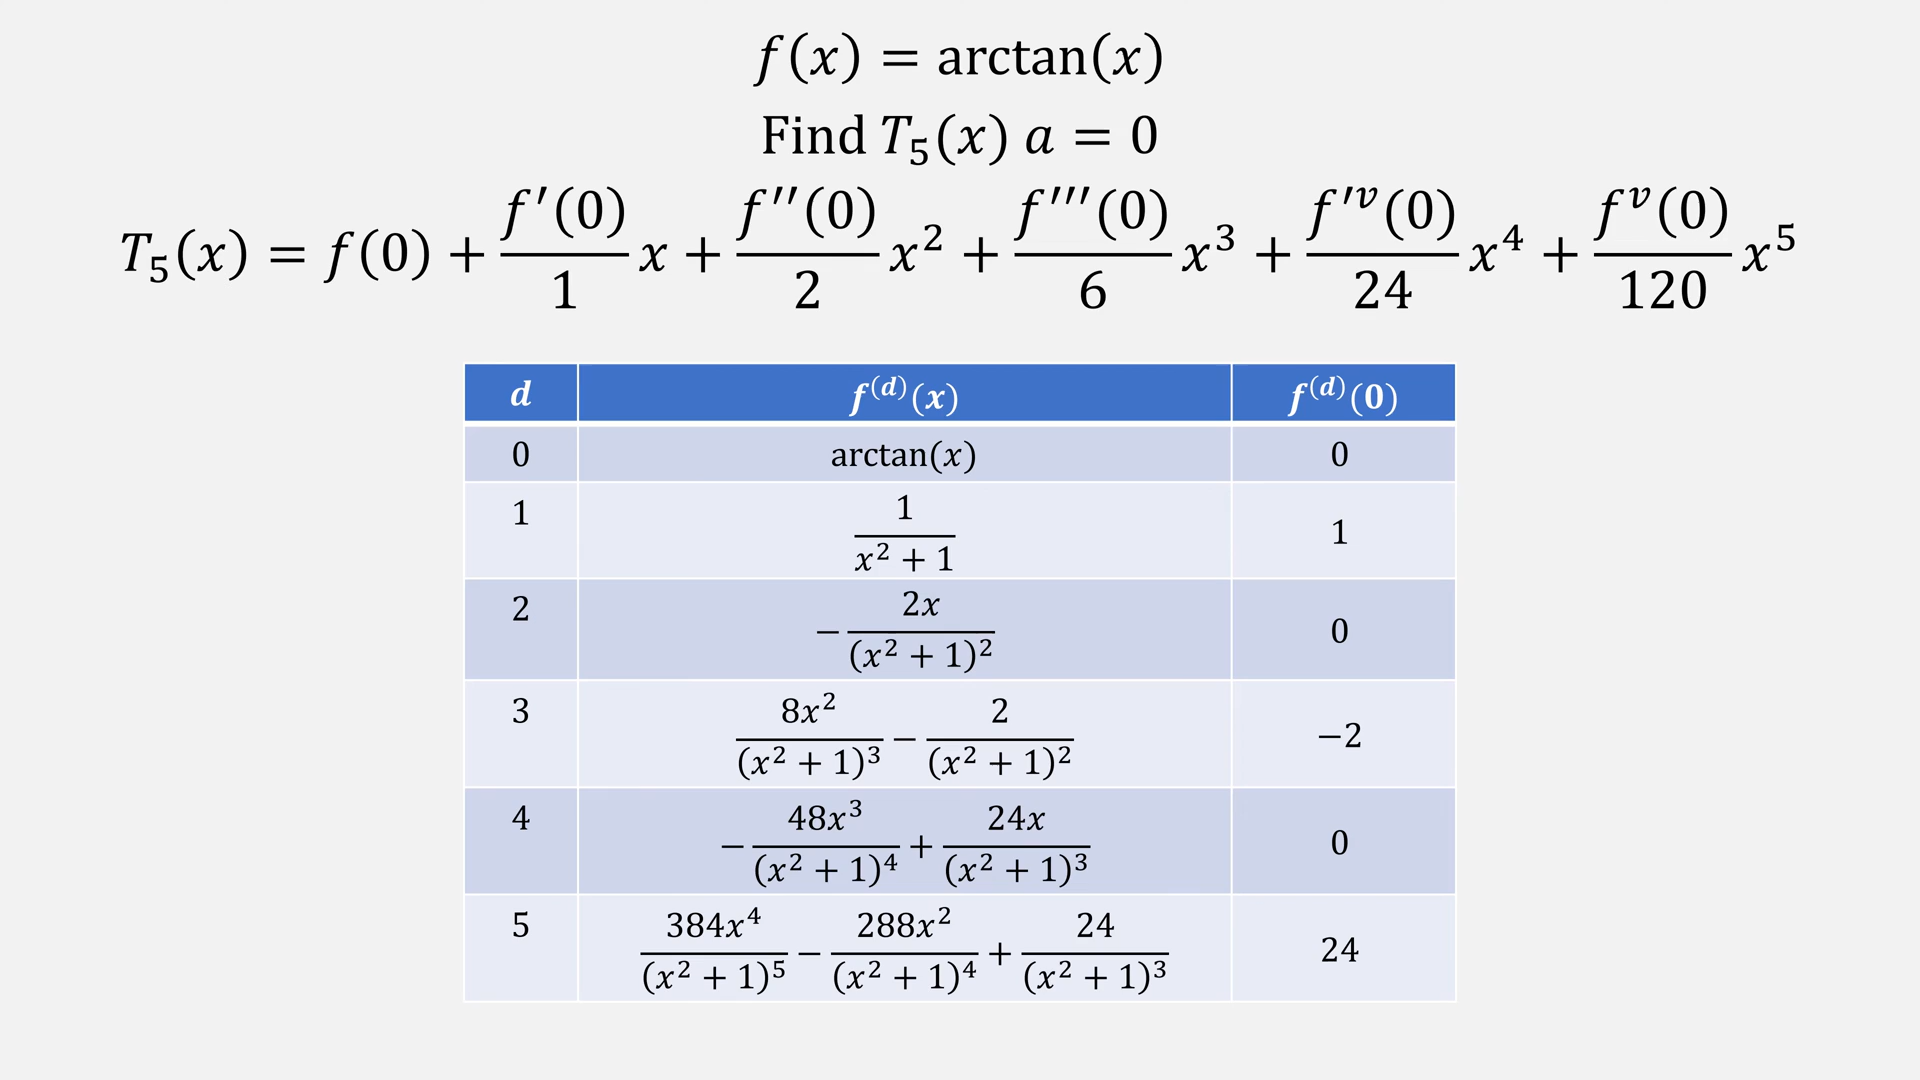 f(x) = arctan(x)
Find T₅(x) a = 0
T₅(x) = f(0) + f′(0)/1 x + f″(0)/2 x² + f‴(0)/6 x³ + f′ᵛ(0)/24 x⁴ + fᵛ(0)/120 x⁵
d f^(d)(x) f^(d)(0)
0 arctan(x) 0
1 1/(x² + 1) 1
2 −2x/(x² + 1)² 0
3 8x²/(x² + 1)³ − 2/(x² + 1)² −2
4 −48x³/(x² + 1)⁴ + 24x/(x² + 1)³ 0
5 384x⁴/(x² + 1)⁵ − 288x²/(x² + 1)⁴ + 24/(x² + 1)³ 24